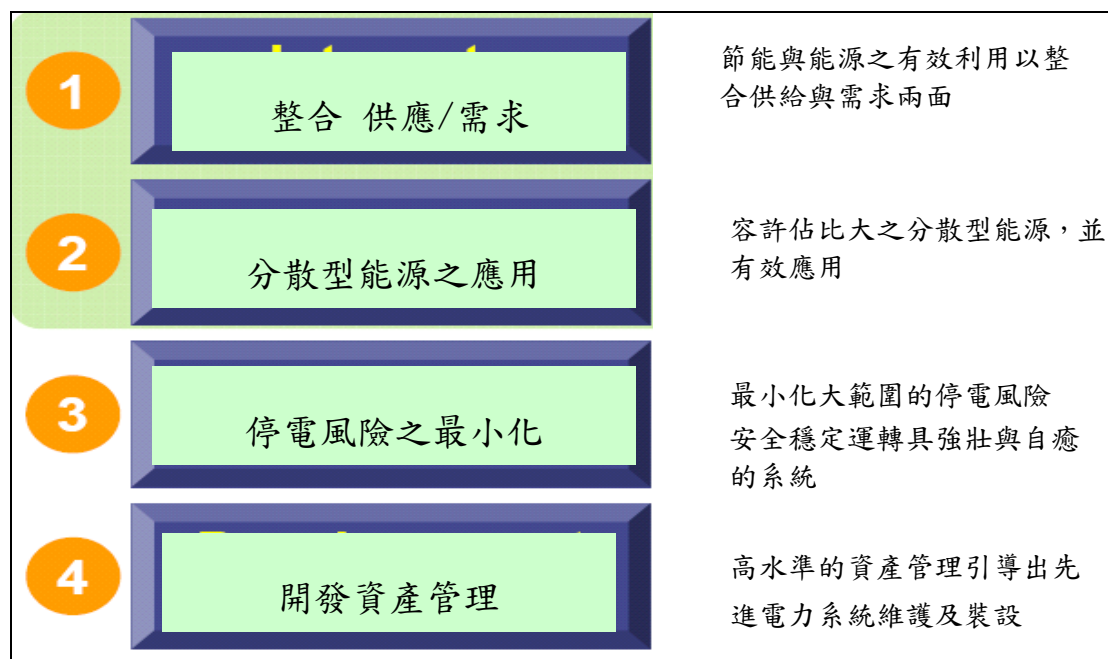 1
整合 供應/需求
節能與能源之有效利用以整
合供給與需求兩面
2
分散型能源之應用
容許佔比大之分散型能源，並
有效應用
3
停電風險之最小化
最小化大範圍的停電風險
安全穩定運轉具強壯與自癒
的系統
4
開發資產管理
高水準的資產管理引導出先
進電力系統維護及裝設